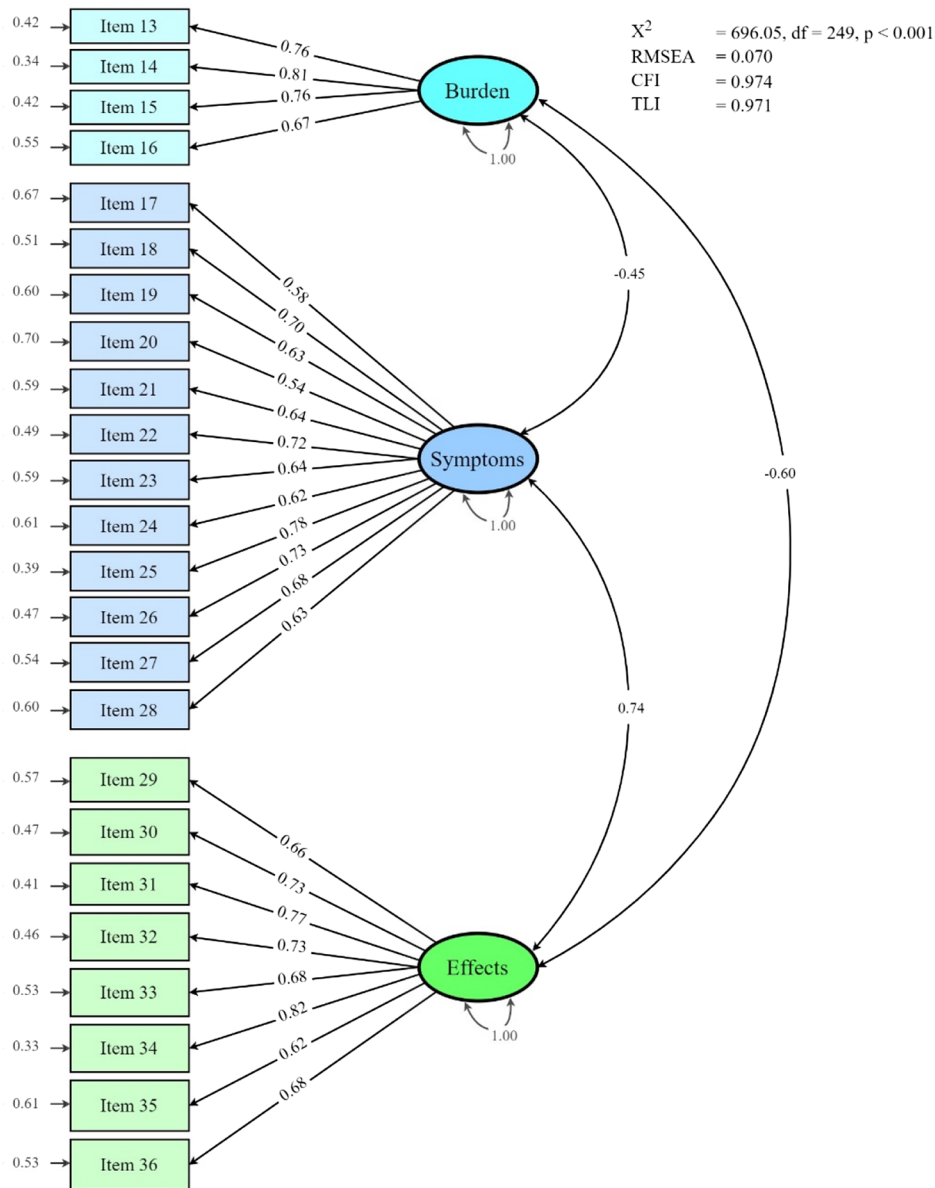 X² = 696.05, df = 249, p < 0.001
RMSEA = 0.070
CFI = 0.974
TLI = 0.971
0.42 Item 13 0.76
0.34 Item 14 0.81
0.42 Item 15 0.76
0.55 Item 16 0.67
Burden
1.00
0.67 Item 17 0.58
0.51 Item 18 0.70
0.60 Item 19 0.63
0.70 Item 20 0.54
0.59 Item 21 0.64
0.49 Item 22 0.72
0.59 Item 23 0.64
0.61 Item 24 0.62
0.39 Item 25 0.78
0.47 Item 26 0.73
0.54 Item 27 0.68
0.60 Item 28 0.63
Symptoms
1.00
-0.45
-0.60
0.74
0.57 Item 29 0.66
0.47 Item 30 0.73
0.41 Item 31 0.77
0.46 Item 32 0.73
0.53 Item 33 0.68
0.33 Item 34 0.82
0.61 Item 35 0.62
0.53 Item 36 0.68
Effects
1.00